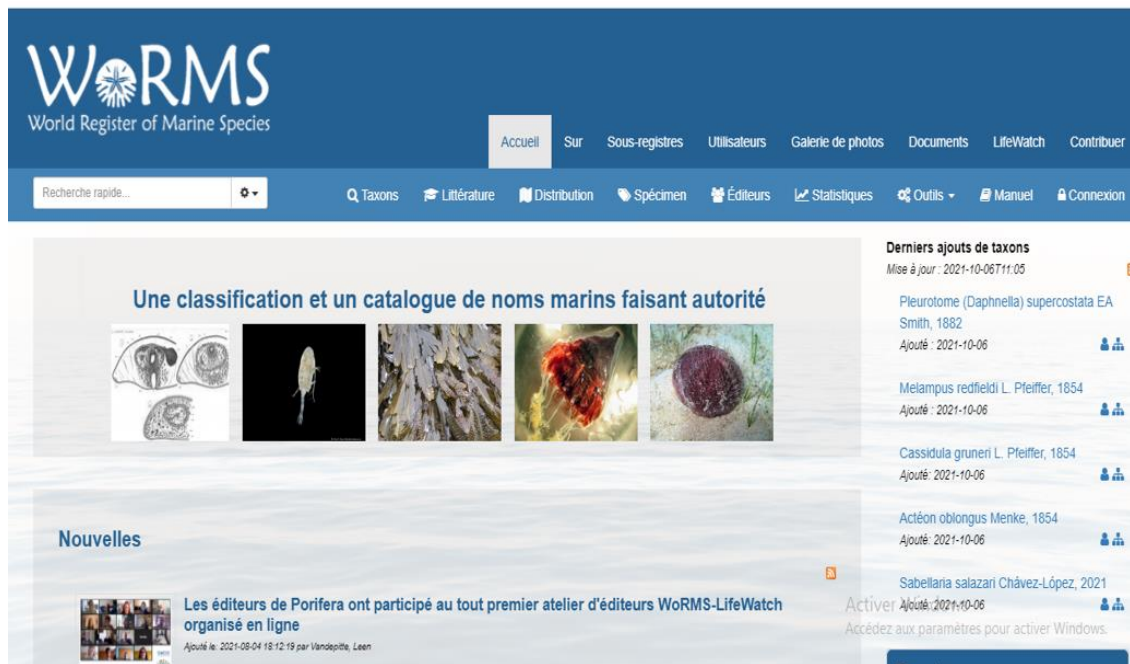 WoRMS
World Register of Marine Species
Accueil Sur Sous-registres Utilisateurs Galerie de photos Documents LifeWatch Contribuer
Recherche rapide...
Taxons Littérature Distribution Spécimen Éditeurs Statistiques Outils Manuel Connexion
Une classification et un catalogue de noms marins faisant autorité
Nouvelles
Les éditeurs de Porifera ont participé au tout premier atelier d'éditeurs WoRMS-LifeWatch
organisé en ligne
Ajouté le: 2021-08-04 18:12:19 par Vandepitte, Leen
Derniers ajouts de taxons
Mise à jour : 2021-10-06T11:05
Pleurotome (Daphnella) supercostata EA
Smith, 1882
Ajouté : 2021-10-06
Melampus redfieldi L. Pfeiffer, 1854
Ajouté : 2021-10-06
Cassidula gruneri L. Pfeiffer, 1854
Ajouté: 2021-10-06
Actéon oblongus Menke, 1854
Ajouté: 2021-10-06
Sabellaria salazari Chávez-López, 2021
Ajouté: 2021-10-06
Activer Windows
Accédez aux paramètres pour activer Windows.